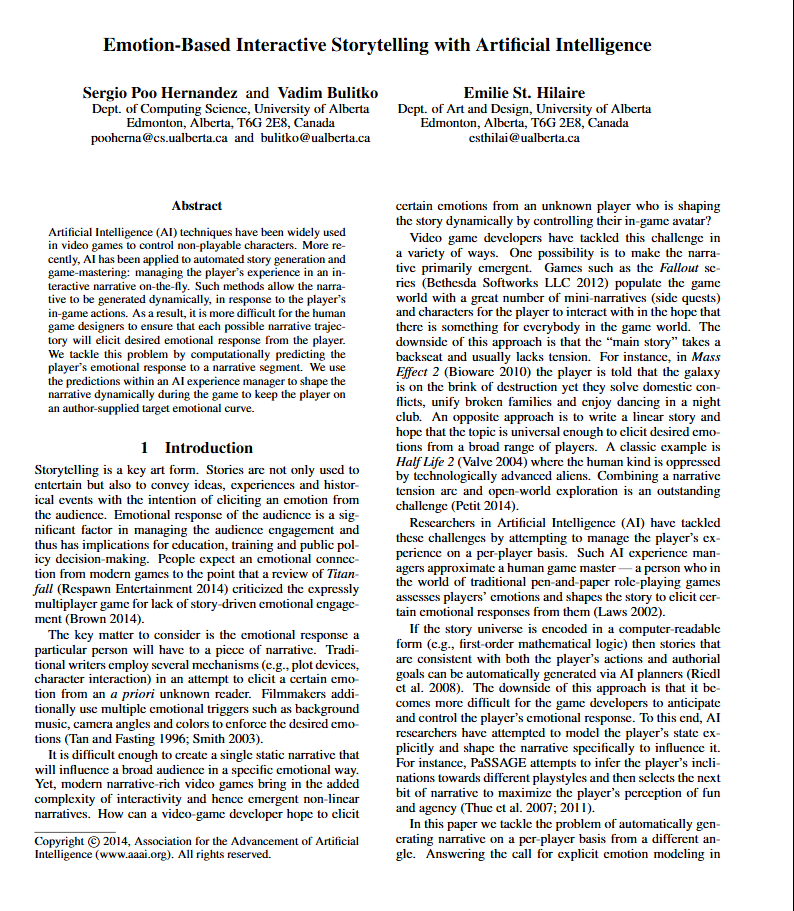 Emotion-Based Interactive Storytelling with Artificial Intelligence
Sergio Poo Hernandez and Vadim Bulitko
Dept. of Computing Science, University of Alberta
Edmonton, Alberta, T6G 2E8, Canada
pooherna@cs.ualberta.ca and bulitko@ualberta.ca
Emilie St. Hilaire
Dept. of Art and Design, University of Alberta
Edmonton, Alberta, T6G 2E8, Canada
esthilai@ualberta.ca
Abstract
Artificial Intelligence (AI) techniques have been widely used
in video games to control non-playable characters. More re-
cently, AI has been applied to automated story generation and
game-mastering: managing the player's experience in an in-
teractive narrative on-the-fly. Such methods allow the narra-
tive to be generated dynamically, in response to the player's
in-game actions. As a result, it is more difficult for the human
game designers to ensure that each possible narrative trajec-
tory will elicit desired emotional response from the player.
We tackle this problem by computationally predicting the
player's emotional response to a narrative segment. We use
the predictions within an AI experience manager to shape the
narrative dynamically during the game to keep the player on
an author-supplied target emotional curve.
1 Introduction
Storytelling is a key art form. Stories are not only used to
entertain but also to convey ideas, experiences and histor-
ical events with the intention of eliciting an emotion from
the audience. Emotional response of the audience is a sig-
nificant factor in managing the audience engagement and
thus has implications for education, training and public pol-
icy decision-making. People expect an emotional connec-
tion from modern games to the point that a review of Titan-
fall (Respawn Entertainment 2014) criticized the expressly
multiplayer game for lack of story-driven emotional engage-
ment (Brown 2014).
The key matter to consider is the emotional response a
particular person will have to a piece of narrative. Tradi-
tional writers employ several mechanisms (e.g., plot devices,
character interaction) in an attempt to elicit a certain emo-
tion from an a priori unknown reader. Filmmakers addi-
tionally use multiple emotional triggers such as background
music, camera angles and colors to enforce the desired emo-
tions (Tan and Fasting 1996; Smith 2003).
It is difficult enough to create a single static narrative that
will influence a broad audience in a specific emotional way.
Yet, modern narrative-rich video games bring in the added
complexity of interactivity and hence emergent non-linear
narratives. How can a video-game developer hope to elicit
Copyright © 2014, Association for the Advancement of Artificial
Intelligence (www.aaai.org). All rights reserved.
certain emotions from an unknown player who is shaping
the story dynamically by controlling their in-game avatar?
Video game developers have tackled this challenge in
a variety of ways. One possibility is to make the narra-
tive primarily emergent. Games such as the Fallout se-
ries (Bethesda Softworks LLC 2012) populate the game
world with a great number of mini-narratives (side quests)
and characters for the player to interact with in the hope that
there is something for everybody in the game world. The
downside of this approach is that the “main story” takes a
backseat and usually lacks tension. For instance, in Mass
Effect 2 (Bioware 2010) the player is told that the galaxy
is on the brink of destruction yet they solve domestic con-
flicts, unify broken families and enjoy dancing in a night
club. An opposite approach is to write a linear story and
hope that the topic is universal enough to elicit desired emo-
tions from a broad range of players. A classic example is
Half Life 2 (Valve 2004) where the human kind is oppressed
by technologically advanced aliens. Combining a narrative
tension arc and open-world exploration is an outstanding
challenge (Petit 2014).
Researchers in Artificial Intelligence (AI) have tackled
these challenges by attempting to manage the player's ex-
perience on a per-player basis. Such AI experience man-
agers approximate a human game master — a person who in
the world of traditional pen-and-paper role-playing games
assesses players' emotions and shapes the story to elicit cer-
tain emotional responses from them (Laws 2002).
If the story universe is encoded in a computer-readable
form (e.g., first-order mathematical logic) then stories that
are consistent with both the player's actions and authorial
goals can be automatically generated via AI planners (Riedl
et al. 2008). The downside of this approach is that it be-
comes more difficult for the game developers to anticipate
and control the player's emotional response. To this end, AI
researchers have attempted to model the player's state ex-
plicitly and shape the narrative specifically to influence it.
For instance, PaSSAGE attempts to infer the player's incli-
nations towards different playstyles and then selects the next
bit of narrative to maximize the player's perception of fun
and agency (Thue et al. 2007; 2011).
In this paper we tackle the problem of automatically gen-
erating narrative on a per-player basis from a different an-
gle. Answering the call for explicit emotion modeling in